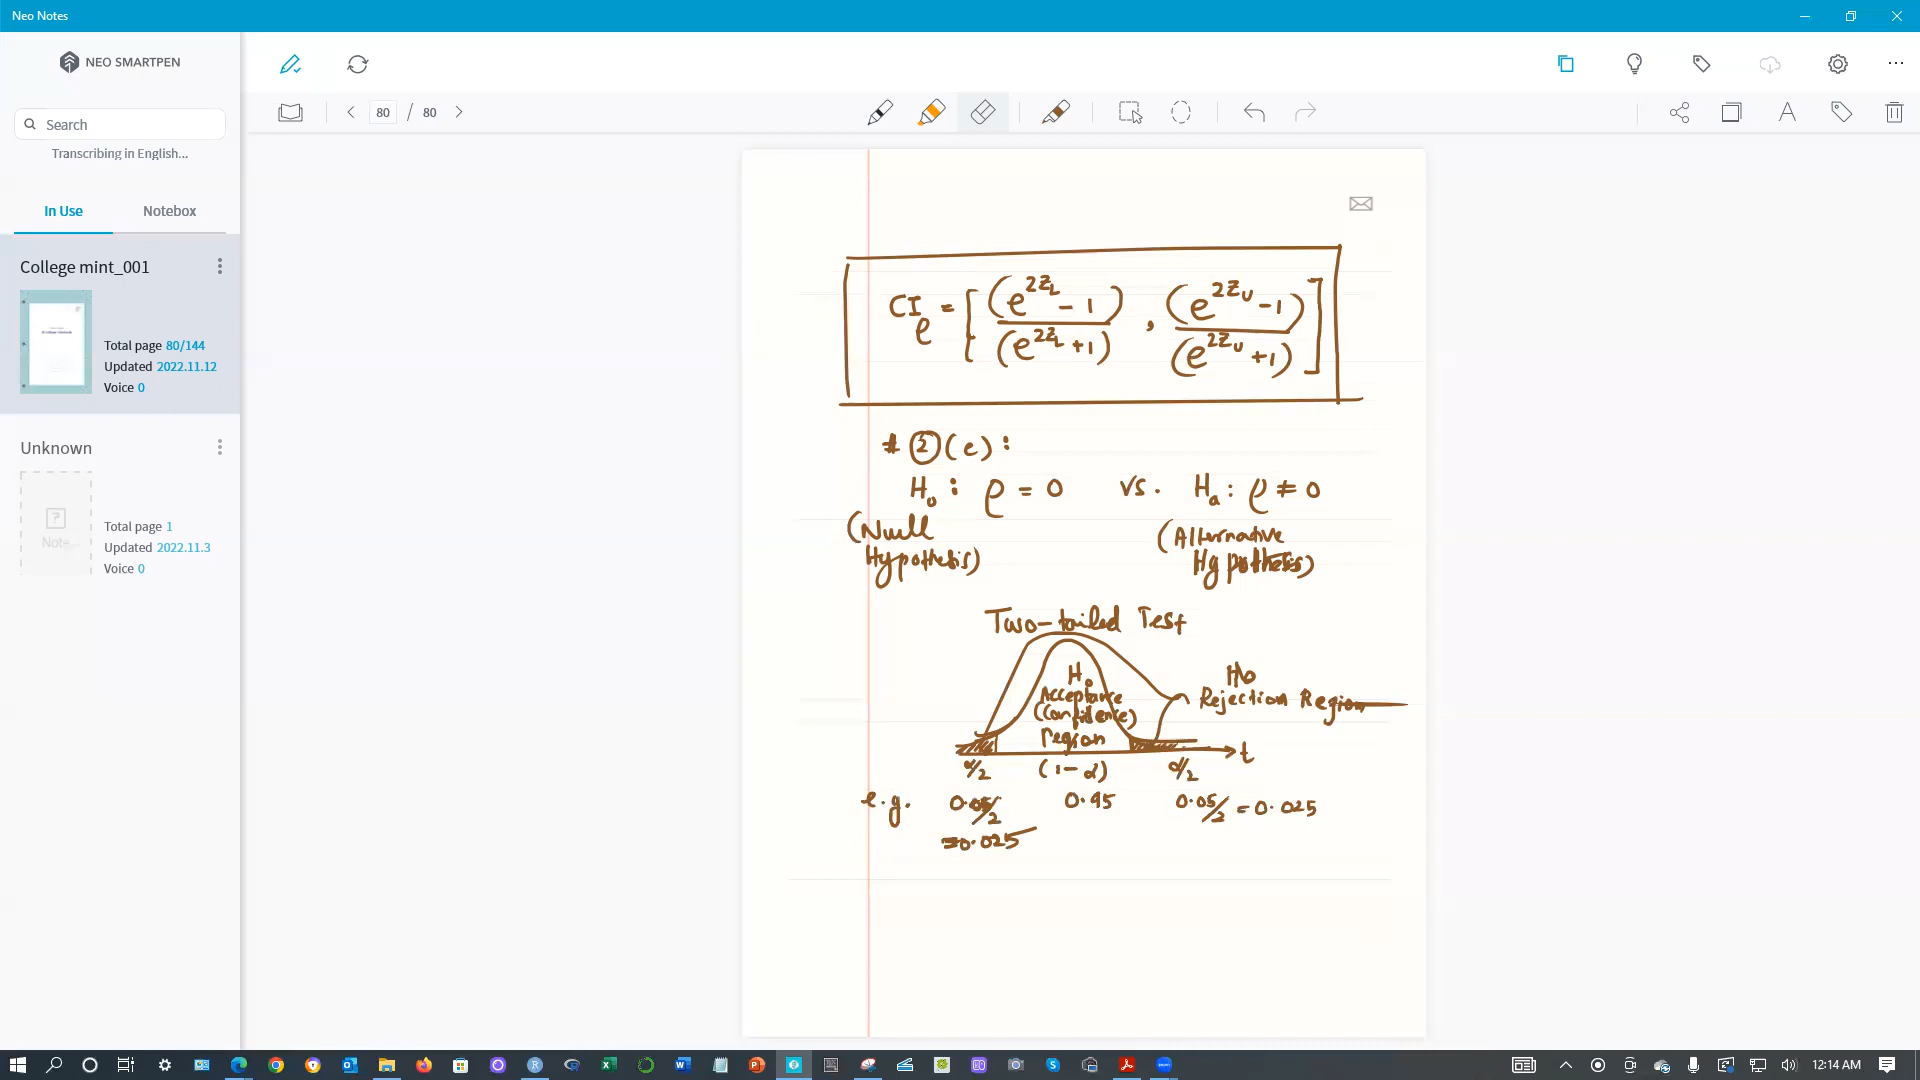 Neo Notes
NEO SMARTPEN
Search
Transcribing in English...
In Use
Notebox
College mint_001
Total page 80/144
Updated 2022.11.12
Voice 0
Unknown
Note...
Total page 1
Updated 2022.11.3
Voice 0
80 / 80
CI_ρ = [ (e^{2Z_L} - 1) / (e^{2Z_L} + 1) , (e^{2Z_U} - 1) / (e^{2Z_U} + 1) ]
# ②(e) :
H₀ : ρ = 0 vs. Hₐ : ρ ≠ 0
(Null Hypothesis)
(Alternative Hypothesis)
Two-tailed Test
H₀
Acceptance
(Confidence)
region
H₀
Rejection Region
t
α/2 (1-α) α/2
e.g. 0.05/2 0.95 0.05/2 = 0.025
=0.025
12:14 AM